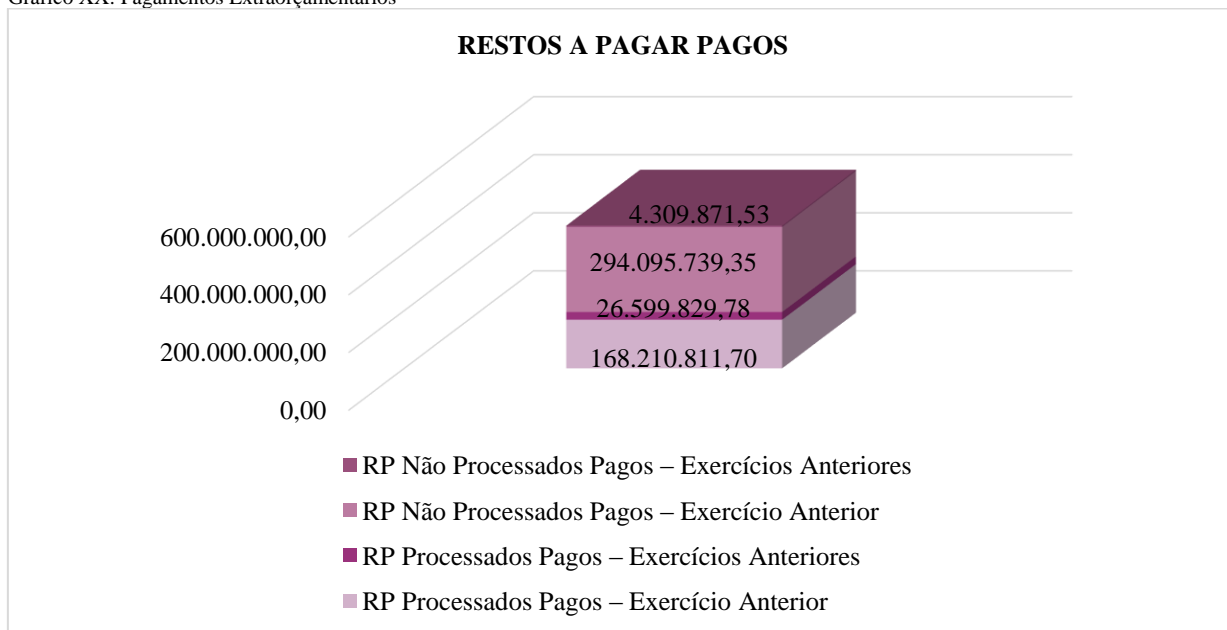 Gráfico XX. Pagamentos Extraorçamentários
RESTOS A PAGAR PAGOS
4.309.871,53
600.000.000,00
294.095.739,35
400.000.000,00
26.599.829,78
200.000.000,00
168.210.811,70
0,00
RP Não Processados Pagos – Exercícios Anteriores
RP Não Processados Pagos – Exercício Anterior
RP Processados Pagos – Exercícios Anteriores
RP Processados Pagos – Exercício Anterior